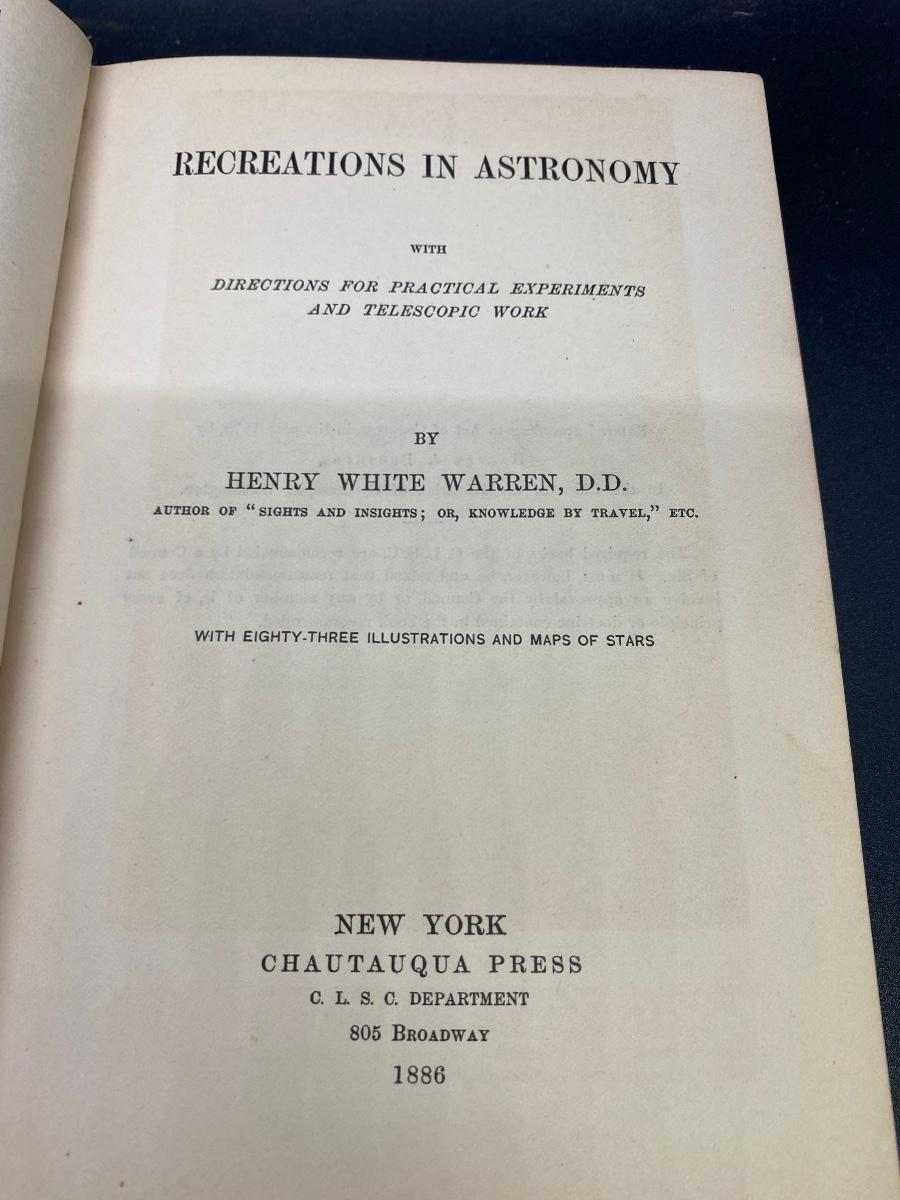 RECREATIONS IN ASTRONOMY
WITH
DIRECTIONS FOR PRACTICAL EXPERIMENTS
AND TELESCOPIC WORK
BY
HENRY WHITE WARREN, D.D.
AUTHOR OF "SIGHTS AND INSIGHTS; OR, KNOWLEDGE BY TRAVEL," ETC.
WITH EIGHTY-THREE ILLUSTRATIONS AND MAPS OF STARS
NEW YORK
CHAUTAUQUA PRESS
C. L. S. C. DEPARTMENT
805 BROADWAY
1886